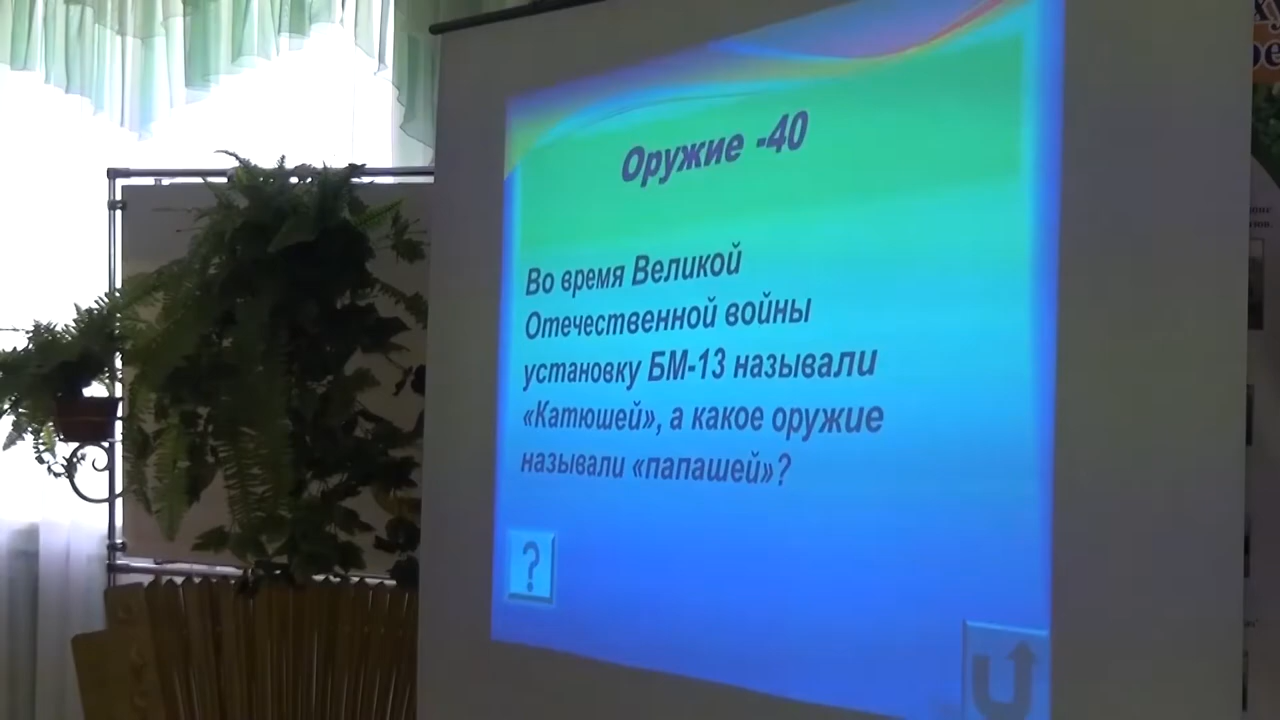 Оружие -40
Во время Великой
Отечественной войны
установку БМ-13 называли
«Катюшей», а какое оружие
называли «папашей»?
?